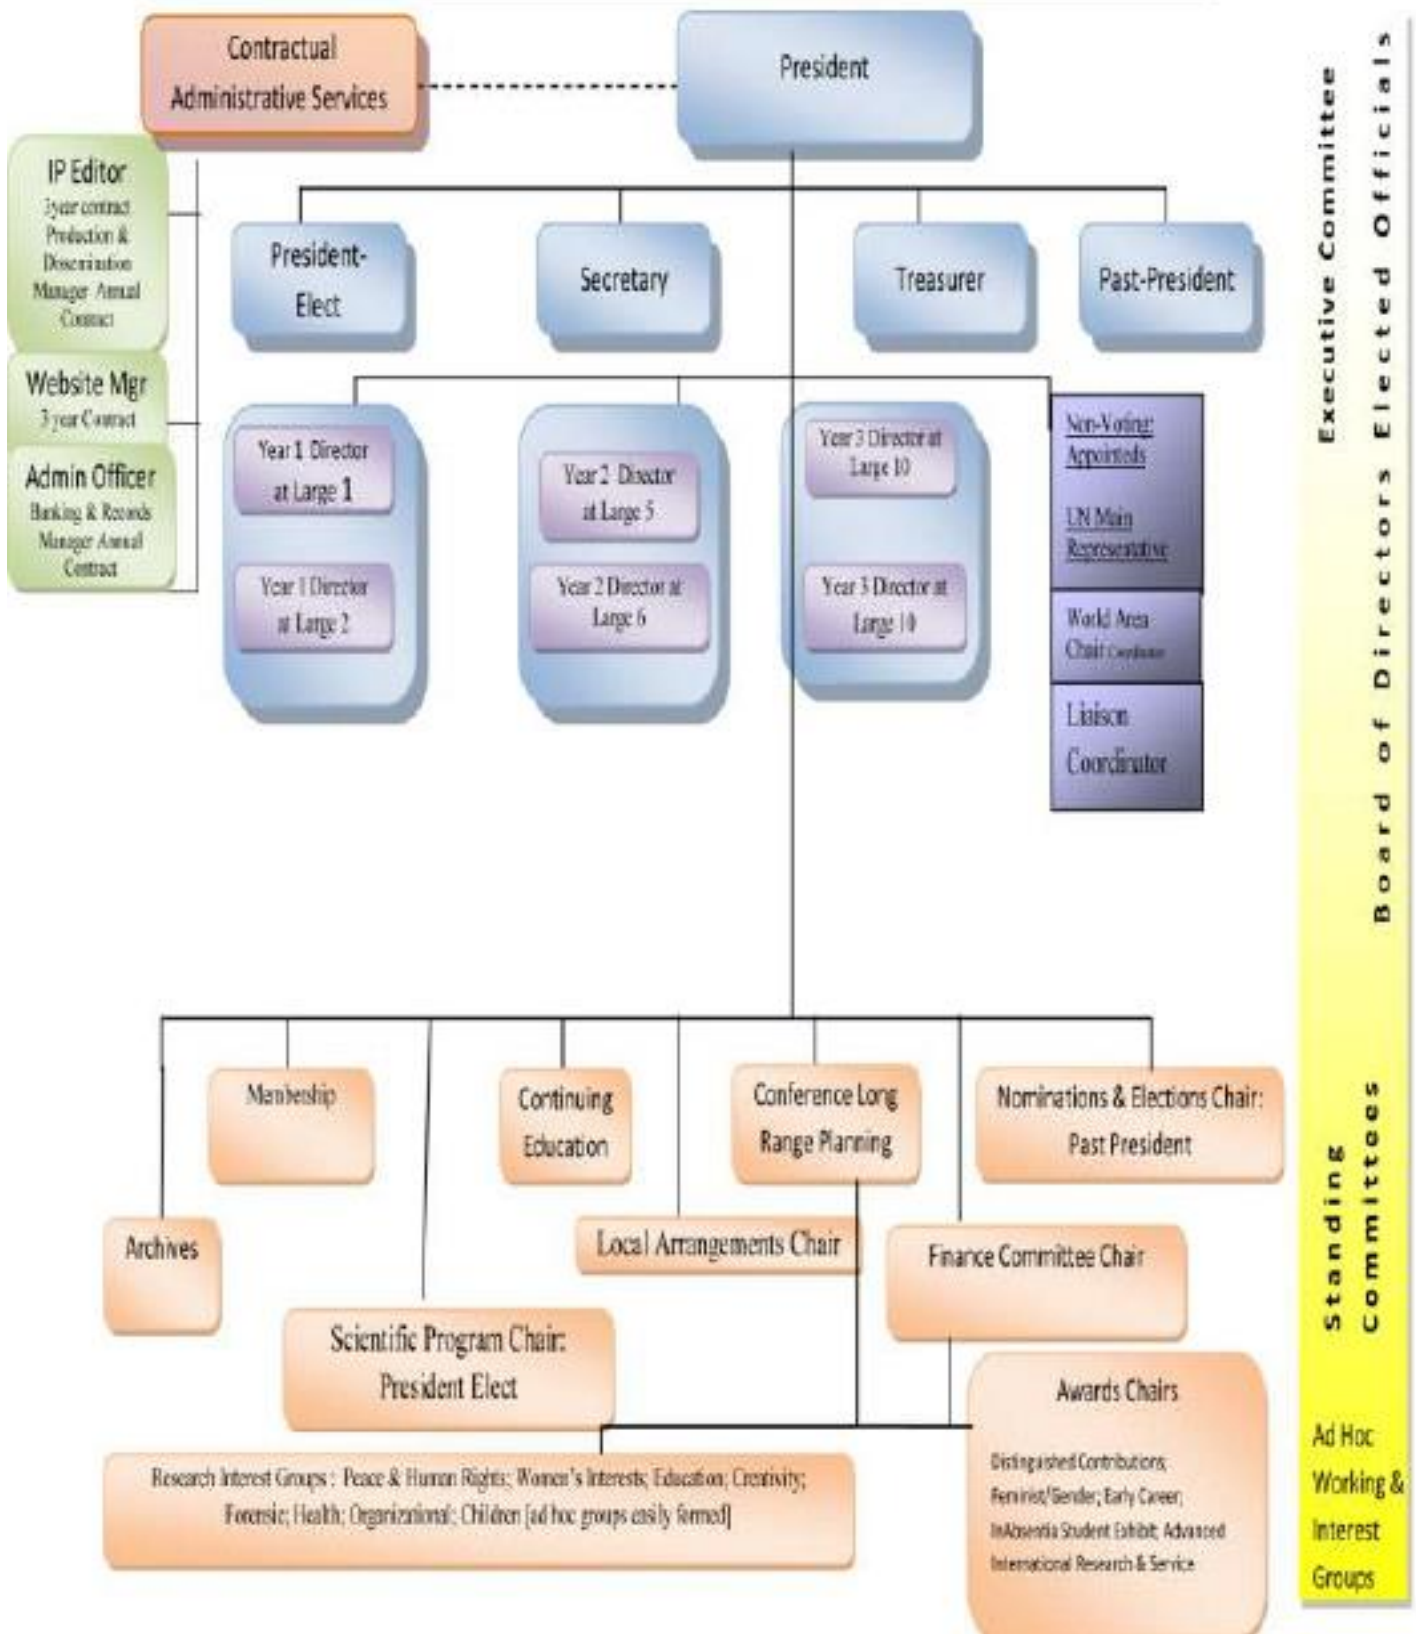 Contractual
Administrative Services
President
IP Editor
3year contract
Production &
Dissemination
Manager Annual
Contract
Website Mgr
3 year Contract
Admin Officer
Banking & Records
Manager Annual
Contract
President-
Elect
Secretary
Treasurer
Past-President
Year 1 Director
at Large 1
Year 1 Director
at Large 2
Year 2 Director
at Large 5
Year 2 Director at
Large 6
Year 3 Director at
Large 10
Year 3 Director at
Large 10
Non-Voting:
Appointeds
UN Main
Representative
World Area
Chair Coordinator
Liaison
Coordinator
Membership
Continuing
Education
Conference Long
Range Planning
Nominations & Elections Chair:
Past President
Archives
Local Arrangements Chair
Finance Committee Chair
Scientific Program Chair:
President Elect
Awards Chairs
Distinguished Contributions;
Feminist/Gender; Early Career;
InAbsentia Student Exhibit; Advanced
International Research & Service
Research Interest Groups : Peace & Human Rights; Women's Interests; Education; Creativity;
Forensic; Health; Organizational; Children [ad hoc groups easily formed]
Executive Committee
Board of Directors Elected Officials
Standing
Committees
Ad Hoc
Working &
Interest
Groups